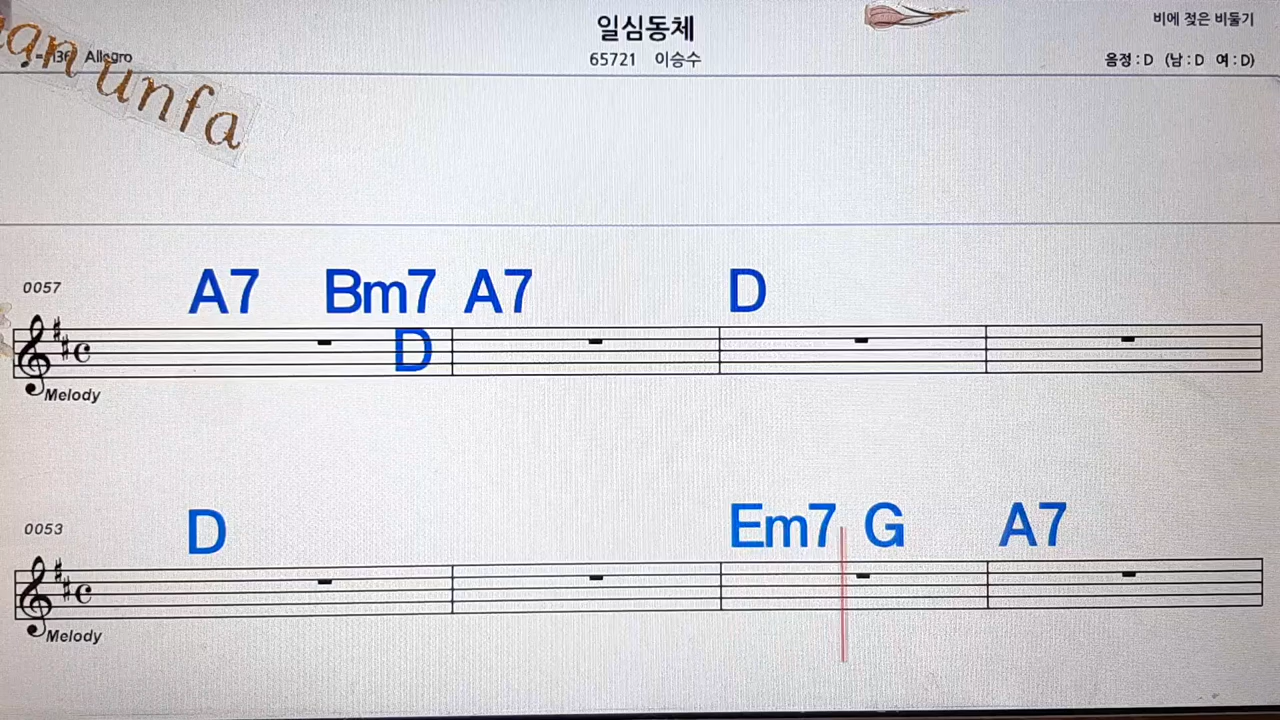 일심동체
비에 젖은 비둘기
Allegro
65721 이승수
음정 : D (남 : D 여 : D)
unfa
0057
A7 Bm7 A7 D
D
Melody
0053
D Em7 G A7
Melody